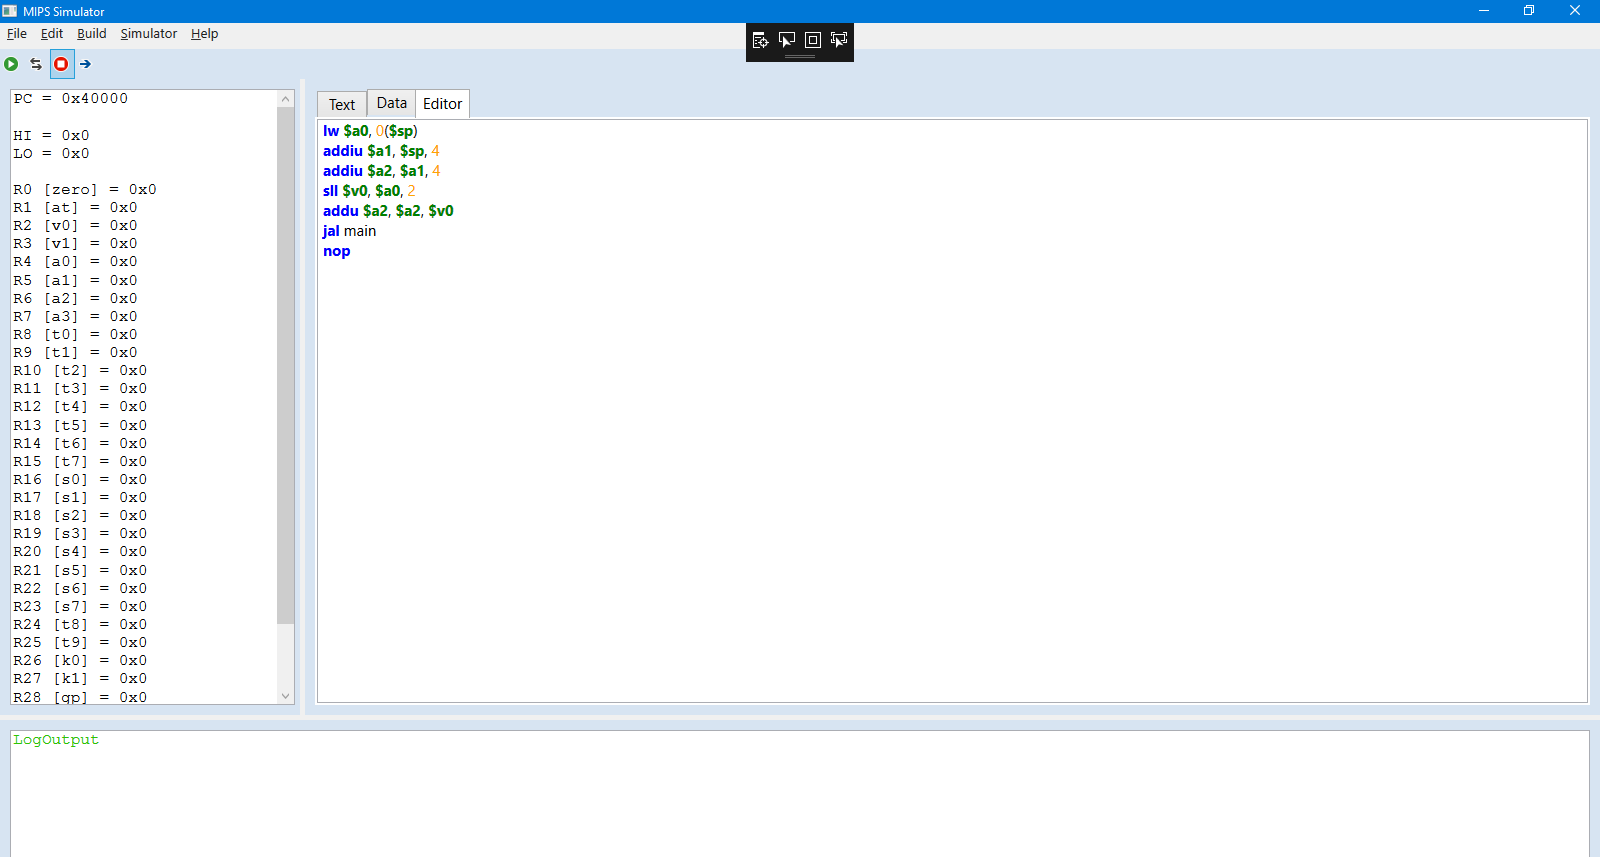 MIPS Simulator
File Edit Build Simulator Help
PC = 0x40000
HI = 0x0
LO = 0x0
R0 [zero] = 0x0
R1 [at] = 0x0
R2 [v0] = 0x0
R3 [v1] = 0x0
R4 [a0] = 0x0
R5 [a1] = 0x0
R6 [a2] = 0x0
R7 [a3] = 0x0
R8 [t0] = 0x0
R9 [t1] = 0x0
R10 [t2] = 0x0
R11 [t3] = 0x0
R12 [t4] = 0x0
R13 [t5] = 0x0
R14 [t6] = 0x0
R15 [t7] = 0x0
R16 [s0] = 0x0
R17 [s1] = 0x0
R18 [s2] = 0x0
R19 [s3] = 0x0
R20 [s4] = 0x0
R21 [s5] = 0x0
R22 [s6] = 0x0
R23 [s7] = 0x0
R24 [t8] = 0x0
R25 [t9] = 0x0
R26 [k0] = 0x0
R27 [k1] = 0x0
R28 [gp] = 0x0
Text Data Editor
lw $a0, 0($sp)
addiu $a1, $sp, 4
addiu $a2, $a1, 4
sll $v0, $a0, 2
addu $a2, $a2, $v0
jal main
nop
LogOutput